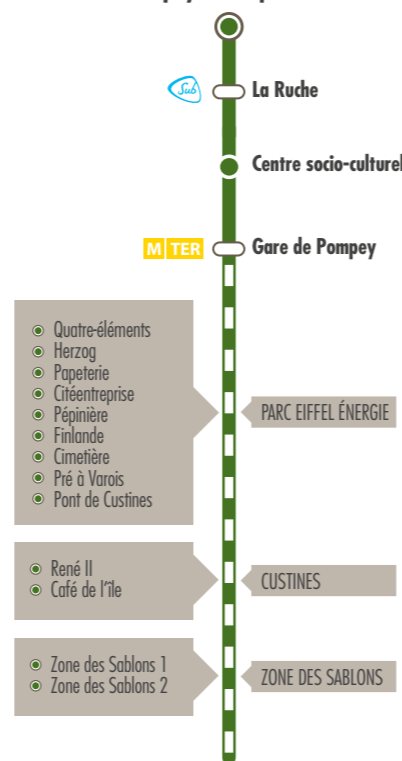 Sub
La Ruche
Centre socio-culturel
M TER
Gare de Pompey
Quatre-éléments
Herzog
Papeterie
Citéentreprise
Pépinière
Finlande
Cimetière
Pré à Varois
Pont de Custines
PARC EIFFEL ÉNERGIE
René II
Café de l'île
CUSTINES
Zone des Sablons 1
Zone des Sablons 2
ZONE DES SABLONS